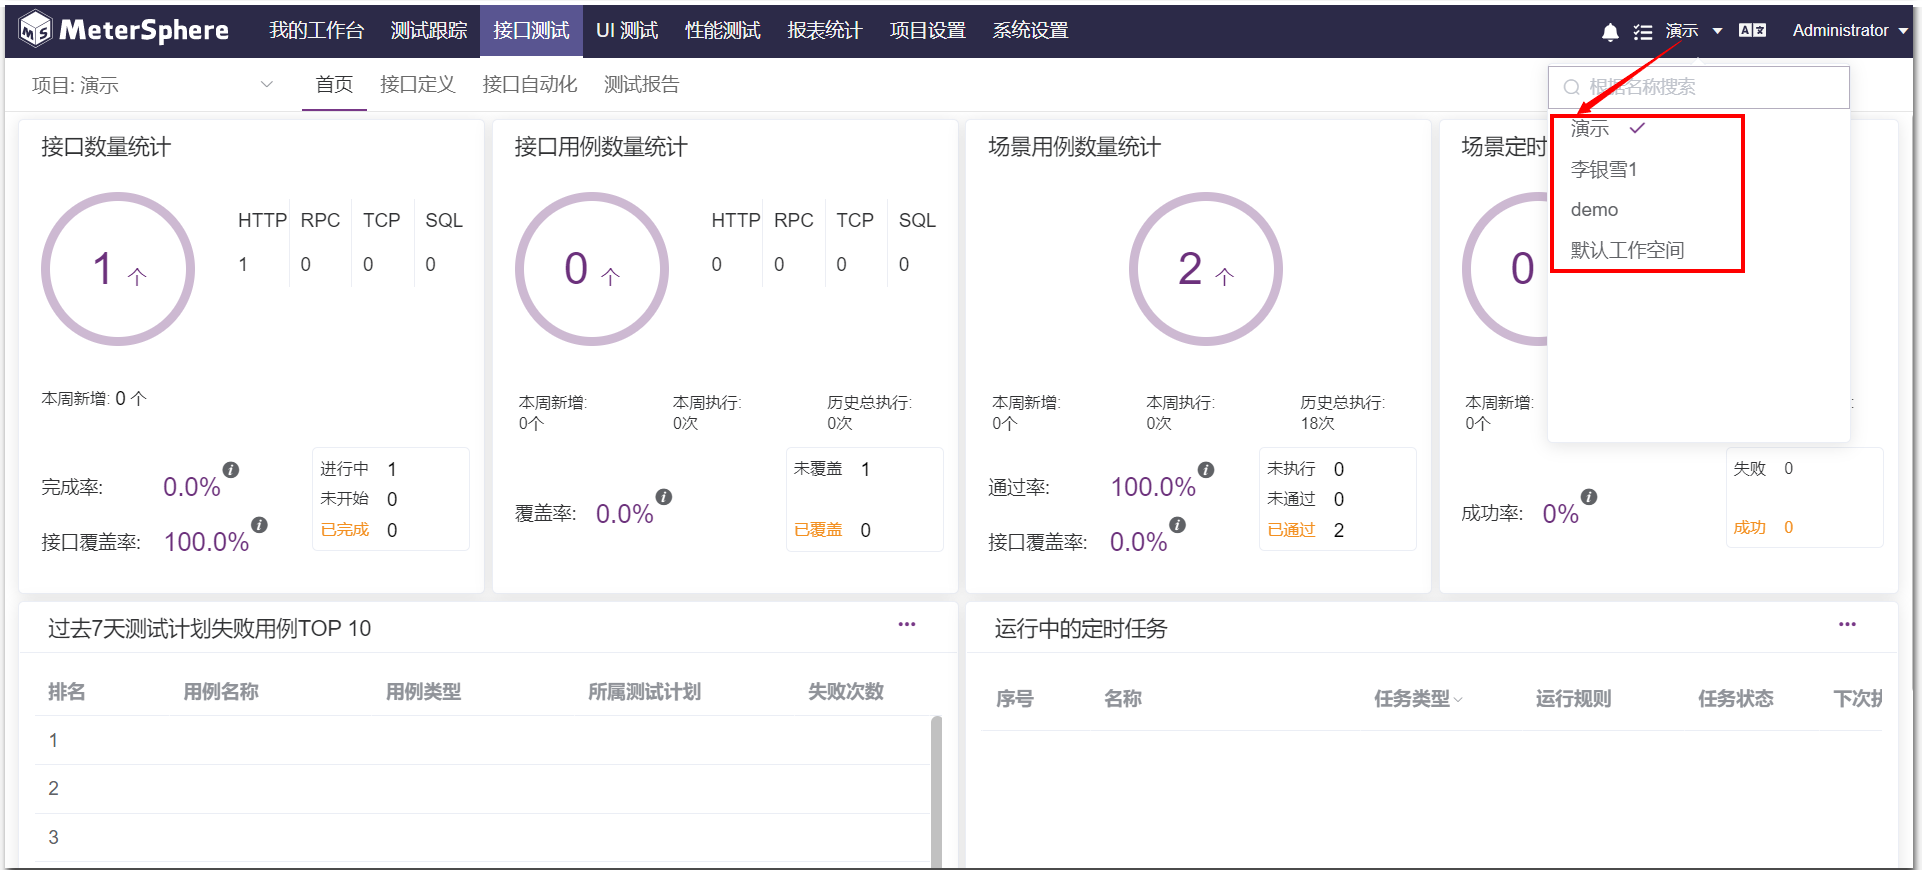 MeterSphere 我的工作台 测试跟踪 接口测试 UI 测试 性能测试 报表统计 项目设置 系统设置 演示 Administrator
项目: 演示 首页 接口定义 接口自动化 测试报告
根据名称搜索
演示
李银雪1
demo
默认工作空间
接口数量统计
1 个
HTTP RPC TCP SQL
1 0 0 0
本周新增: 0 个
完成率: 0.0%
接口覆盖率: 100.0%
进行中 1
未开始 0
已完成 0
接口用例数量统计
0 个
HTTP RPC TCP SQL
0 0 0 0
本周新增: 本周执行: 历史总执行:
0个 0次 0次
覆盖率: 0.0%
未覆盖 1
已覆盖 0
场景用例数量统计
2 个
本周新增: 本周执行: 历史总执行:
0个 0次 18次
通过率: 100.0%
接口覆盖率: 0.0%
未执行 0
未通过 0
已通过 2
场景定时
0
本周新增:
0个
成功率: 0%
失败 0
成功 0
过去7天测试计划失败用例TOP 10
排名 用例名称 用例类型 所属测试计划 失败次数
1
2
3
运行中的定时任务
序号 名称 任务类型 运行规则 任务状态 下次